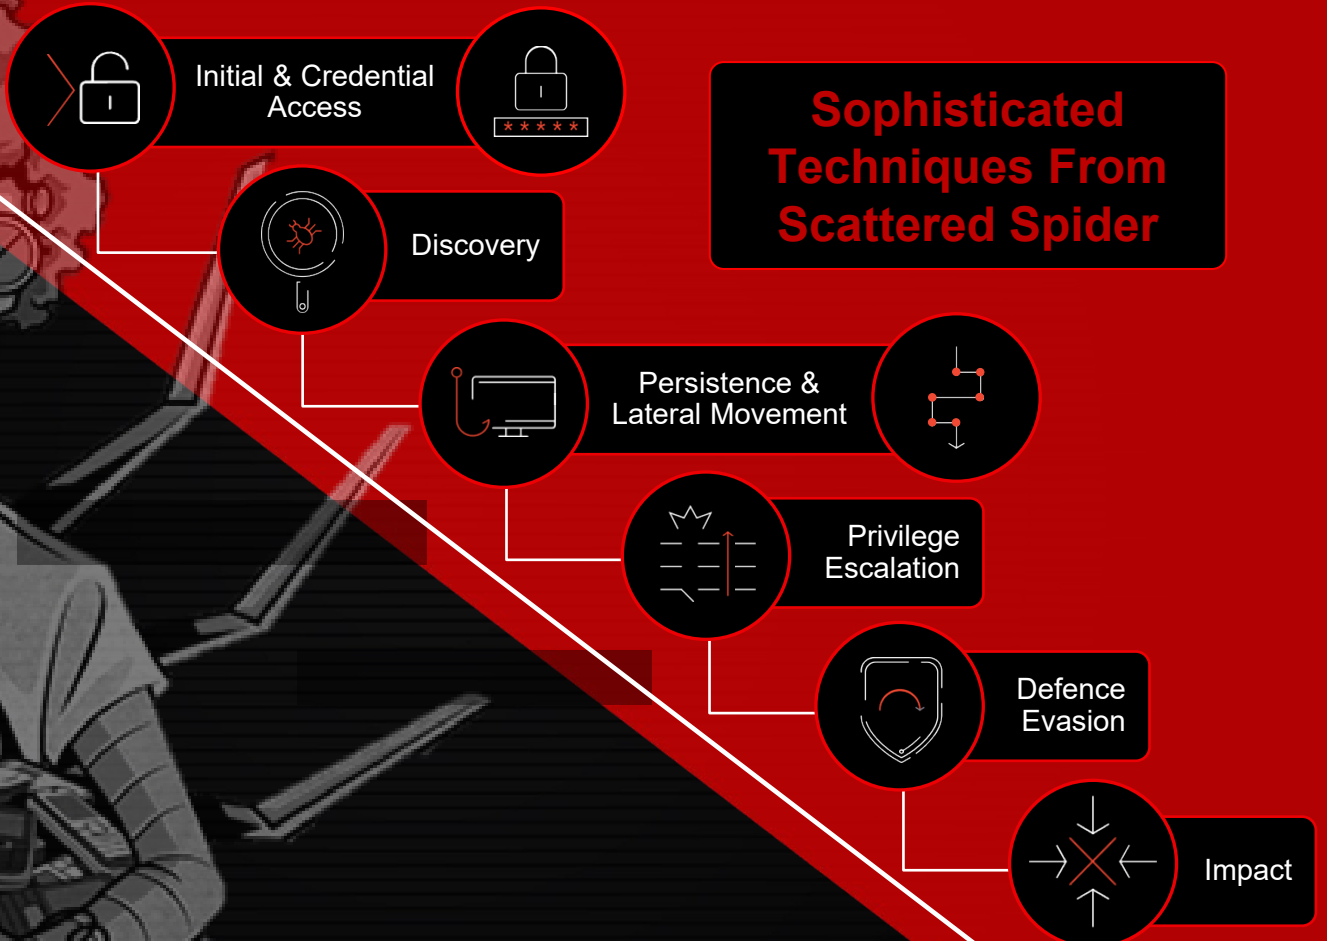 Initial & Credential
Access
* * * * *
Sophisticated
Techniques From
Scattered Spider
Discovery
Persistence &
Lateral Movement
Privilege
Escalation
Defence
Evasion
Impact